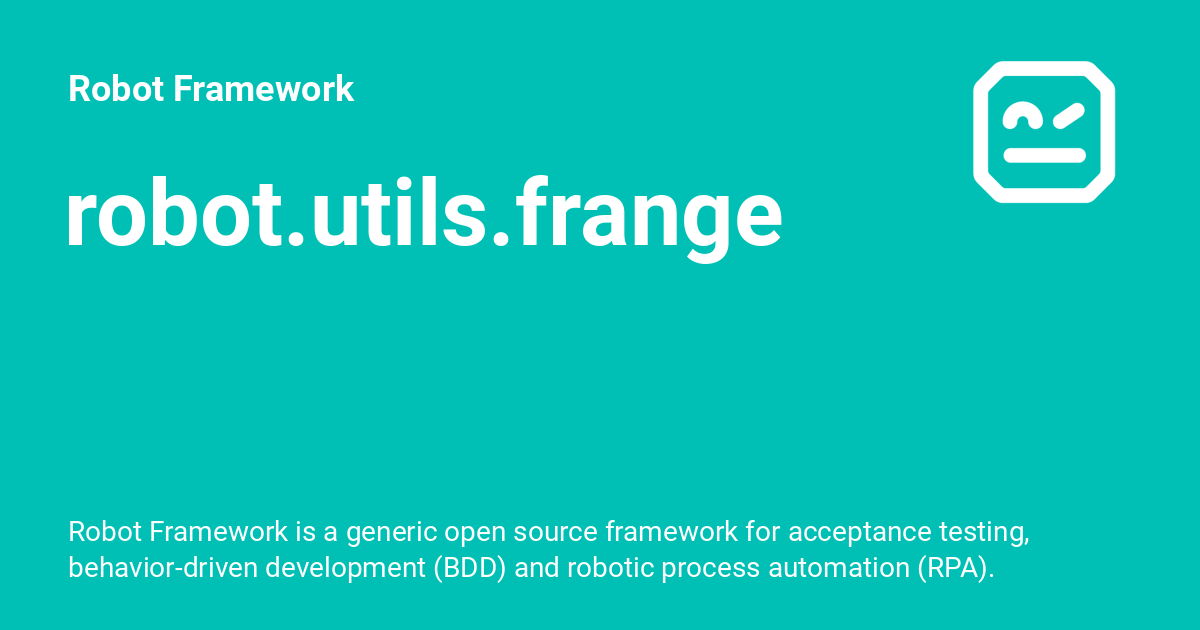 Robot Framework
robot.utils.frange
Robot Framework is a generic open source framework for acceptance testing,
behavior-driven development (BDD) and robotic process automation (RPA).